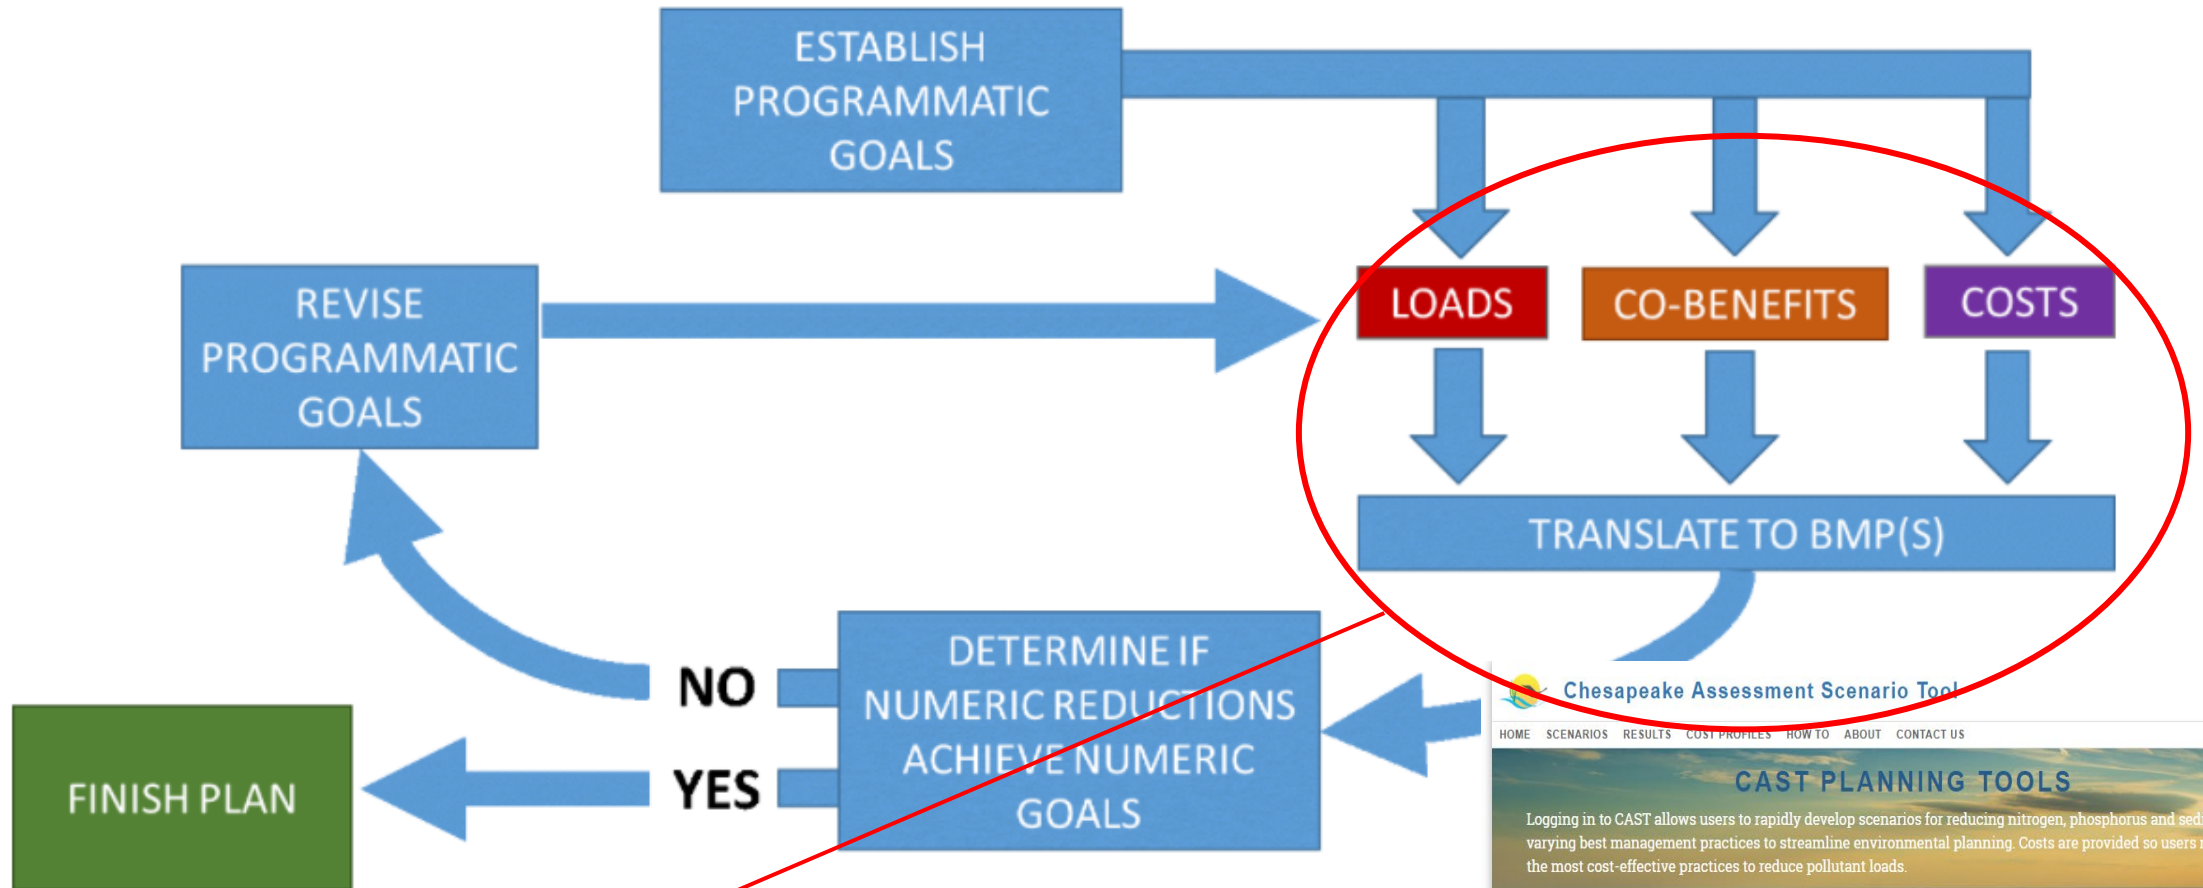 ESTABLISH
PROGRAMMATIC
GOALS
REVISE
PROGRAMMATIC
GOALS
LOADS
CO-BENEFITS
COSTS
TRANSLATE TO BMP(S)
DETERMINE IF
NUMERIC REDUCTIONS
ACHIEVE NUMERIC
GOALS
NO
YES
FINISH PLAN
Chesapeake Assessment Scenario Tool
HOME SCENARIOS RESULTS COST PROFILES HOW TO ABOUT CONTACT US
CAST PLANNING TOOLS
Logging in to CAST allows users to rapidly develop scenarios for reducing nitrogen, phosphorus and
varying best management practices to streamline environmental planning. Costs are provided so users
the most cost-effective practices to reduce pollutant loads.